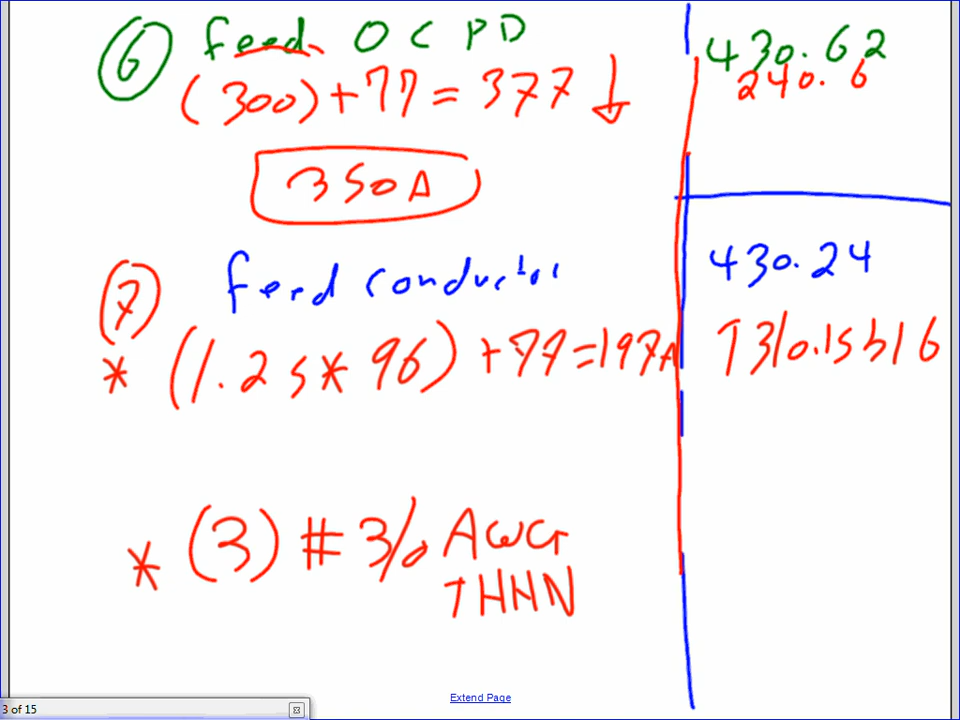 ⑥ feed OCPD
430.62
(300)+77=377↓
240.6
350A
⑦ feed conductor
430.24
* (1.25*96)+77=197A
T310.15b16
* (3) #3/0 AWG
THHN
Extend Page
3 of 15